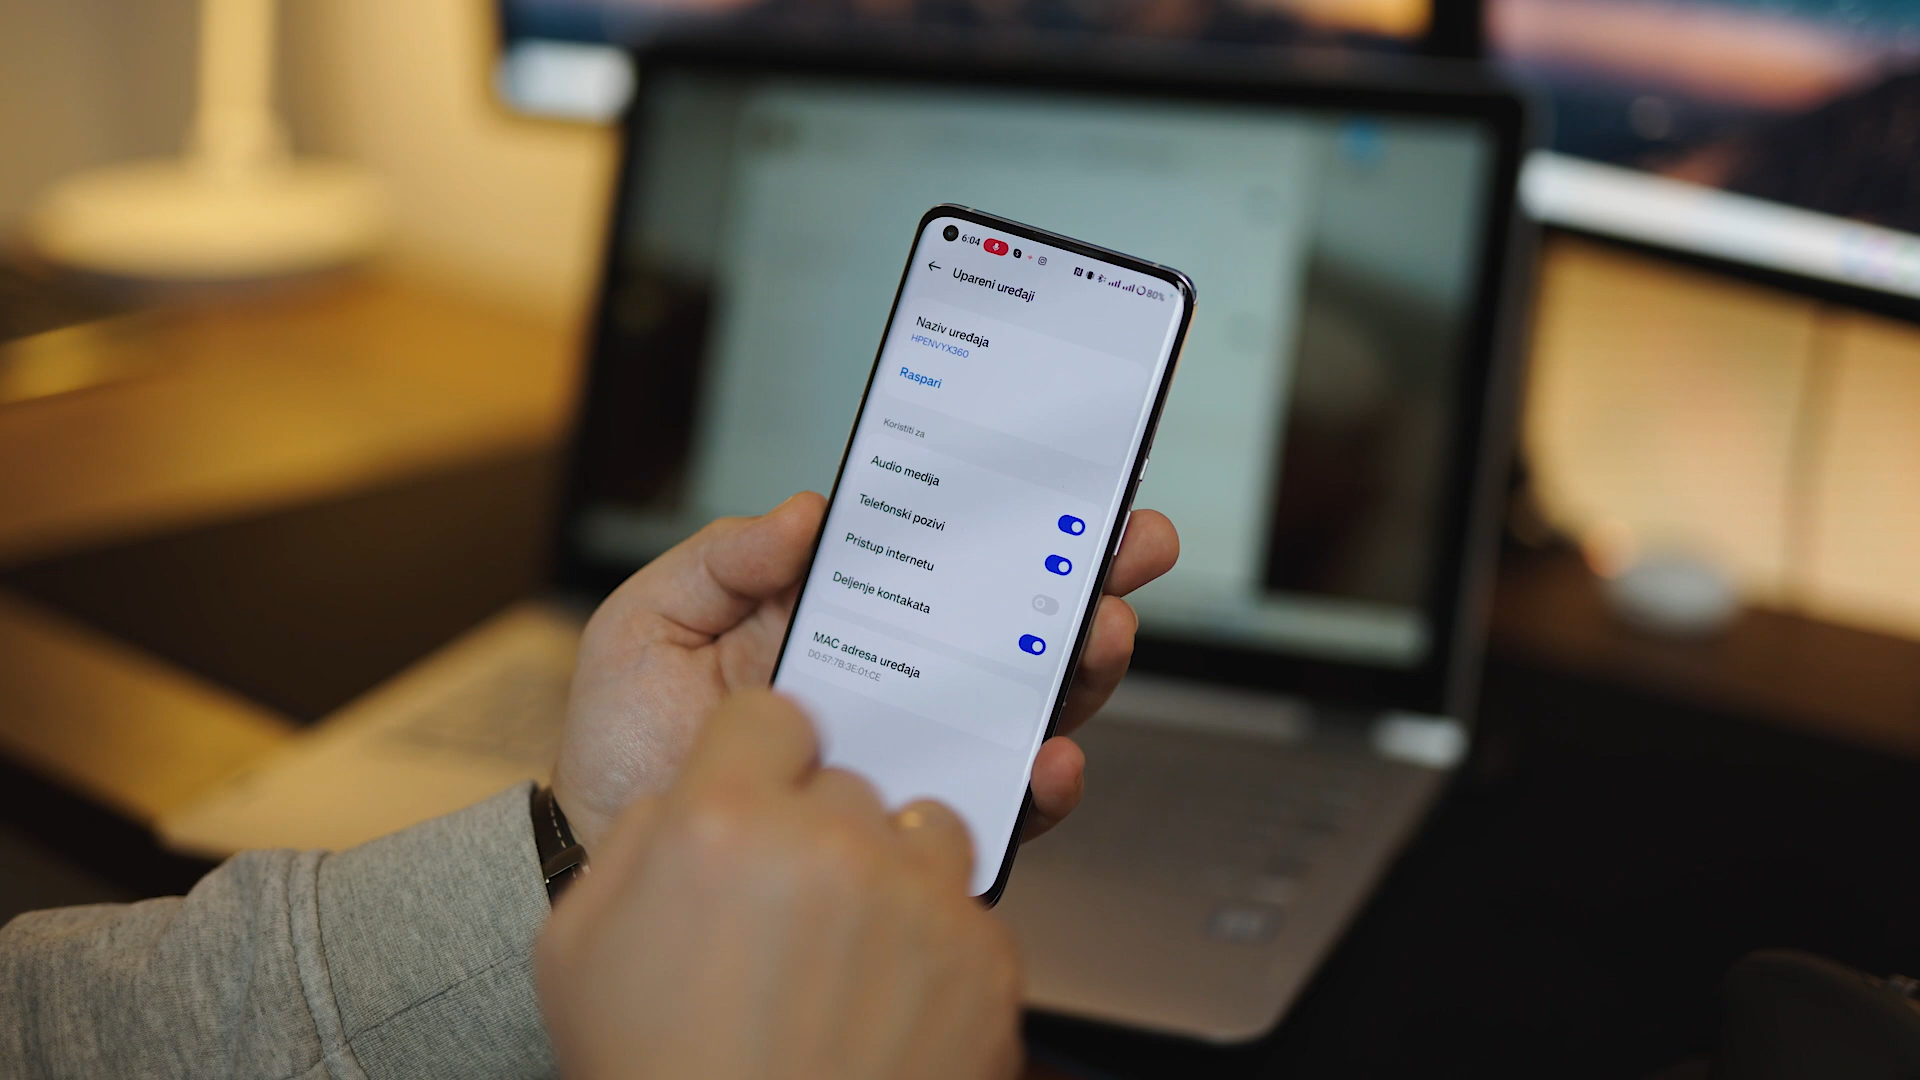 6:04
80%
Upareni uređaji
Naziv uređaja
HPENVYX360
Raspari
Koristiti za
Audio medija
Telefonski pozivi
Pristup internetu
Deljenje kontakata
MAC adresa uređaja
D0:57:7B:3E:01:CE